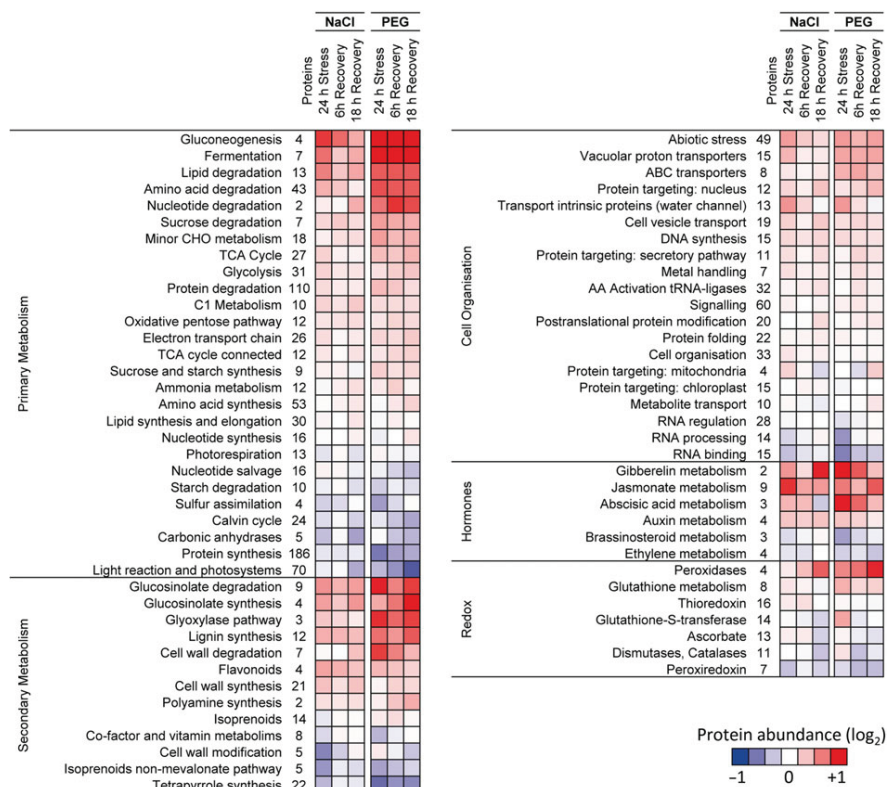 NaCl PEG
Proteins 24 h Stress 6h Recovery 18 h Recovery 24 h Stress 6h Recovery 18 h Recovery
Primary Metabolism
Gluconeogenesis 4
Fermentation 7
Lipid degradation 13
Amino acid degradation 43
Nucleotide degradation 2
Sucrose degradation 7
Minor CHO metabolism 18
TCA Cycle 27
Glycolysis 31
Protein degradation 110
C1 Metabolism 10
Oxidative pentose pathway 12
Electron transport chain 26
TCA cycle connected 12
Sucrose and starch synthesis 9
Ammonia metabolism 12
Amino synthesis 53
Lipid synthesis and elongation 30
Nucleotide synthesis 16
Photorespiration 13
Nucleotide salvage 16
Starch degradation 10
Sulfur assimilation 4
Calvin cycle 24
Carbonic anhydrases 5
Protein synthesis 186
Light reaction and photosystems 70
Secondary Metabolism
Glucosinolate degradation 9
Glucosinolate synthesis 4
Glyoxylase pathway 3
Lignin synthesis 12
Cell wall degradation 7
Flavonoids 4
Cell wall synthesis 21
Polyamine synthesis 2
Isoprenoids 14
Co-factor and vitamin metabolims 8
Cell wall modification 5
Isoprenoids non-mevalonate pathway 5
Tetrapyrrole synthesis 22
NaCl PEG
Proteins 24 h Stress 6h Recovery 18 h Recovery 24 h Stress 6h Recovery 18 h Recovery
Cell Organisation
Abiotic stress 49
Vacuolar proton transporters 15
ABC transporters 8
Protein targeting: nucleus 12
Transport intrinsic proteins (water channel) 13
Cell vesicle transport 19
DNA synthesis 15
Protein targeting: secretory pathway 11
Metal handling 7
AA Activation tRNA-ligases 32
Signalling 60
Postranslational protein modification 20
Protein folding 22
Cell organisation 33
Protein targeting: mitochondria 4
Protein targeting: chloroplast 15
Metabolite transport 10
RNA regulation 28
RNA processing 14
RNA binding 15
Hormones
Gibberelin metabolism 2
Jasmonate metabolism 9
Abscisic acid metabolism 3
Auxin metabolism 4
Brassinosteroid metabolism 3
Ethylene metabolism 4
Redox
Peroxidases 4
Glutathione metabolism 8
Thioredoxin 16
Glutathione-S-transferase 14
Ascorbate 13
Dismutases, Catalases 11
Peroxiredoxin 7
Protein abundance (log2)
−1 0 +1